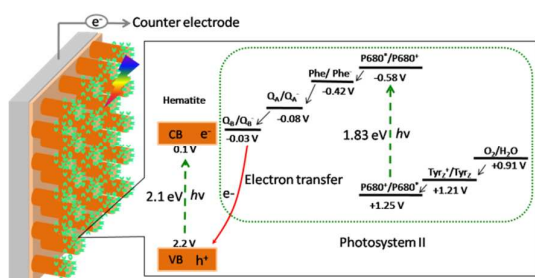 e⁻
Counter electrode
P680*/P680⁺
-0.58 V
Phe/ Phe⁻
-0.42 V
Q_A/Q_A⁻
-0.08 V
Hematite
Q_B/Q_B⁻
-0.03 V
CB e⁻
0.1 V
1.83 eV hν
O₂/H₂O
+0.91 V
Tyr_z⁺/Tyr_z
+1.21 V
Electron transfer
2.1 eV hν
e-
P680⁺/P680*
+1.25 V
2.2 V
VB h⁺
Photosystem II